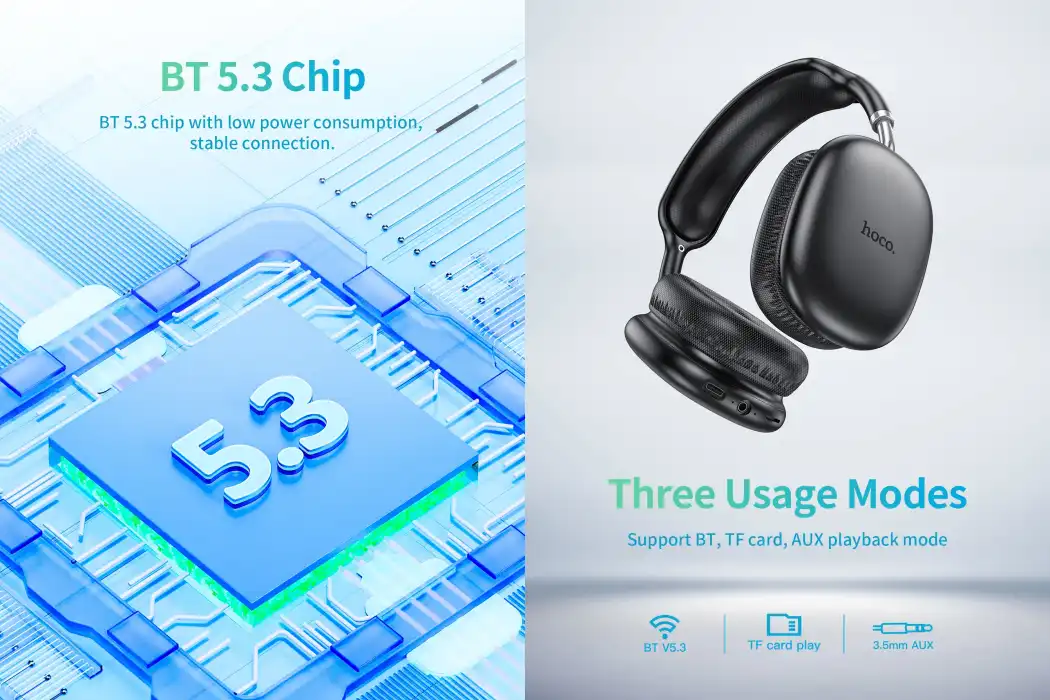 BT 5.3 Chip
BT 5.3 chip with low power consumption,
stable connection.
5.3
hoco.
Three Usage Modes
Support BT, TF card, AUX playback mode
BT V5.3
TF card play
3.5mm AUX